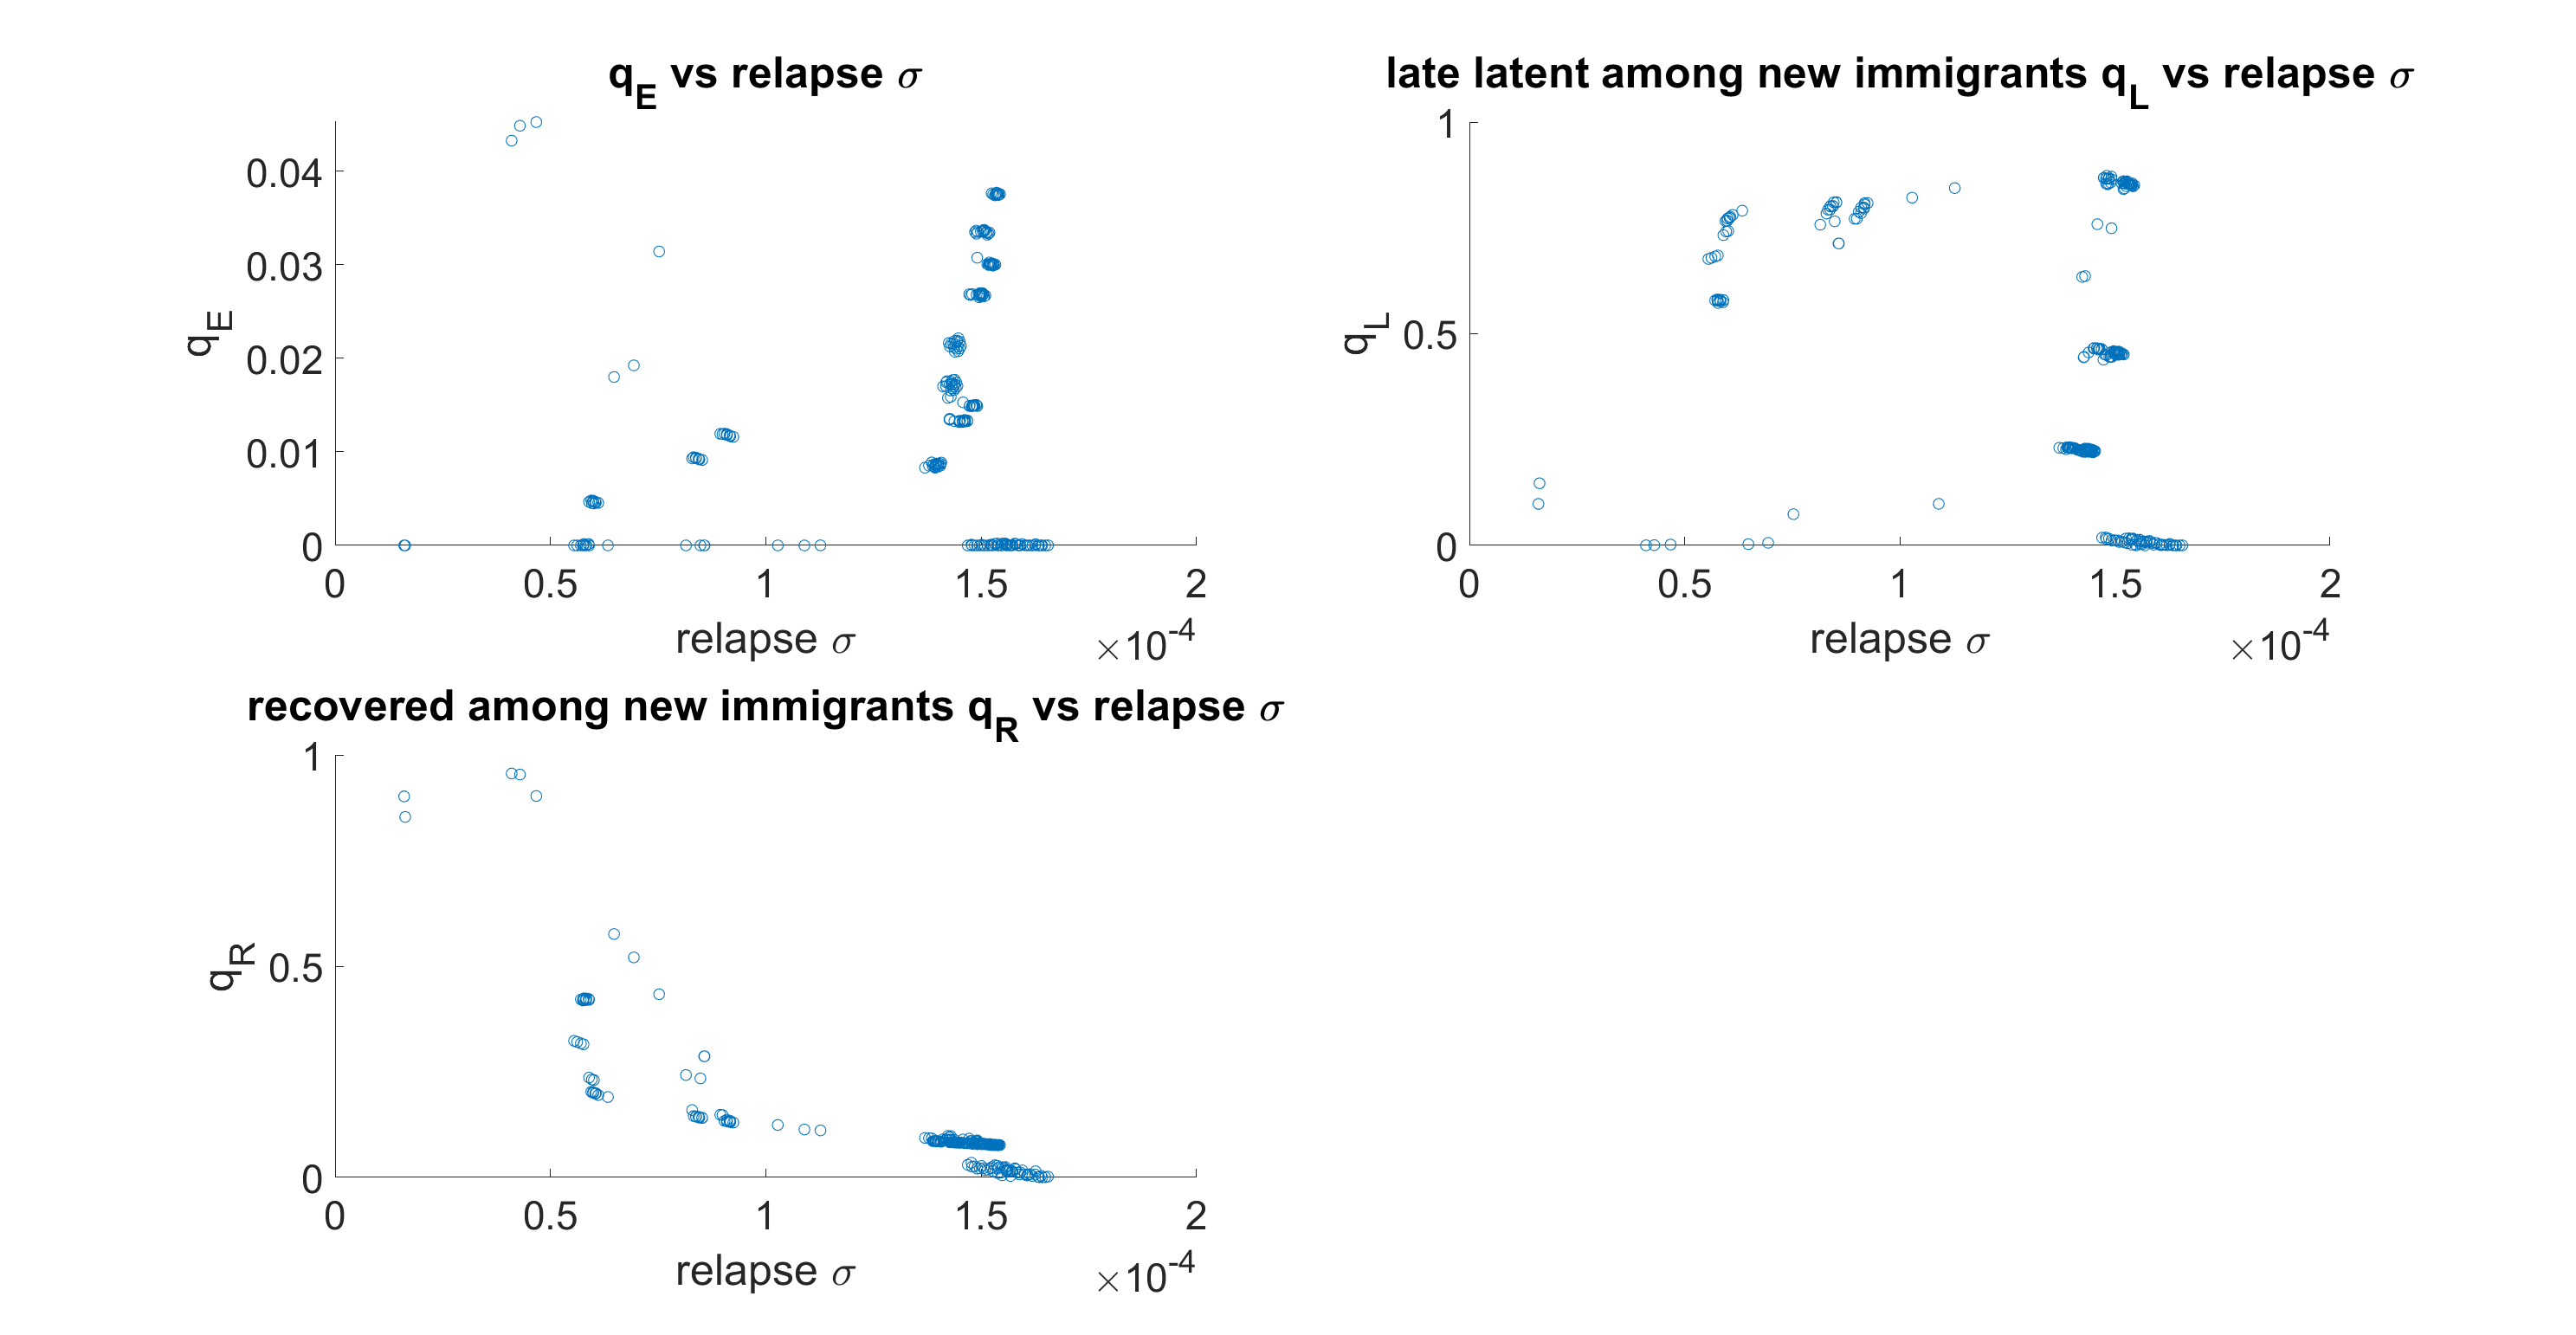 q_E vs relapse σ
q_E
0.04
0.03
0.02
0.01
0
0 0.5 1 1.5 2
relapse σ
×10^-4
late latent among new immigrants q_L vs relapse σ
q_L
1
0.5
0
0 0.5 1 1.5 2
relapse σ
×10^-4
recovered among new immigrants q_R vs relapse σ
q_R
1
0.5
0
0 0.5 1 1.5 2
relapse σ
×10^-4